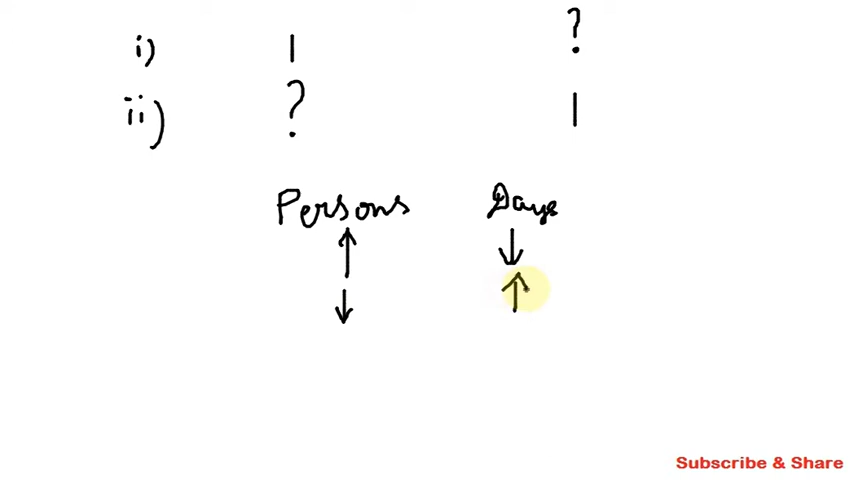 i) 1 ?
ii) ? 1
Persons Days
↑ ↓
↓ ↑
Subscribe & Share